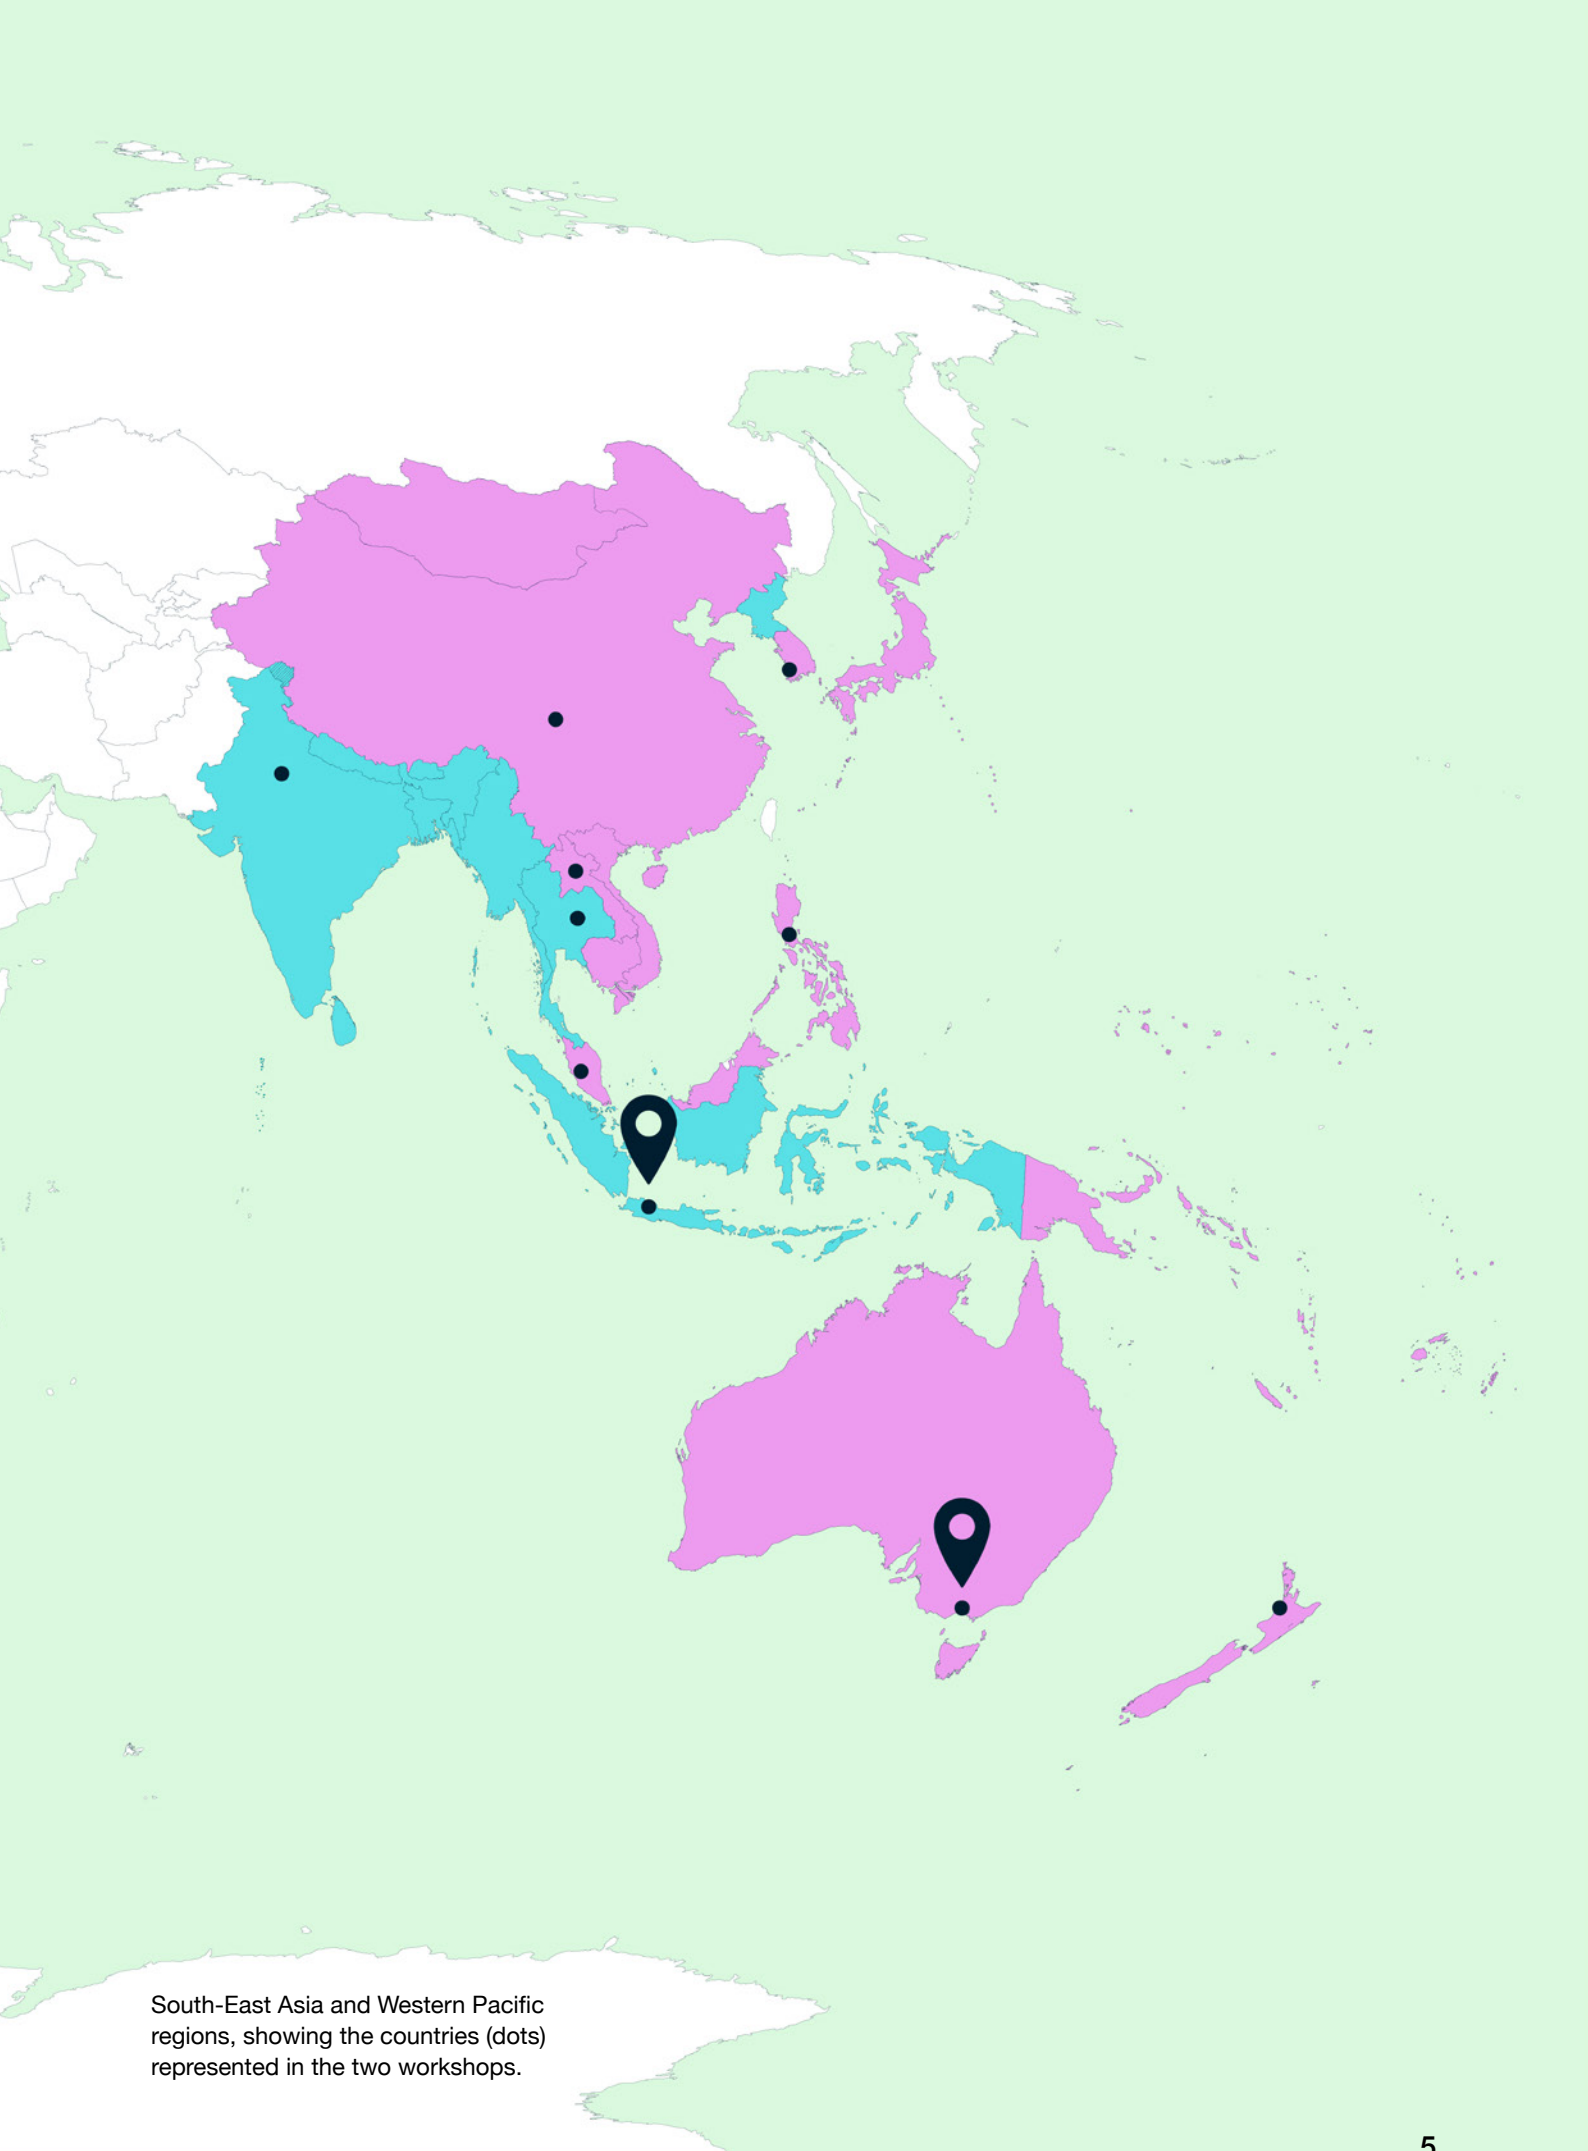 South-East Asia and Western Pacific
regions, showing the countries (dots)
represented in the two workshops.
5